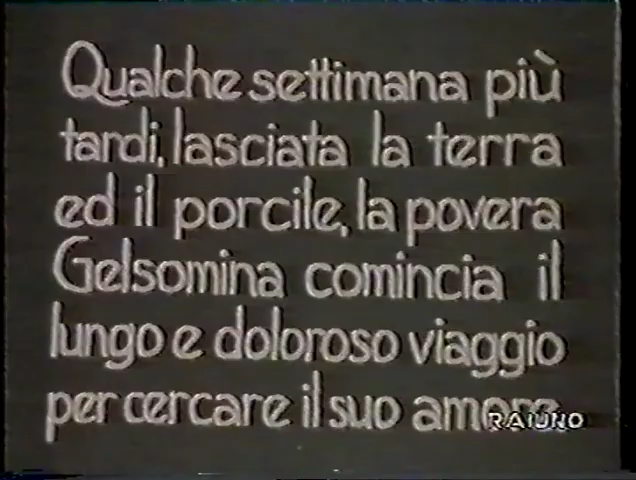 Qualche settimana più
tardi, lasciata la terra
ed il porcile, la povera
Gelsomina comincia il
lungo e doloroso viaggio
per cercare il suo amore
RAIUNO